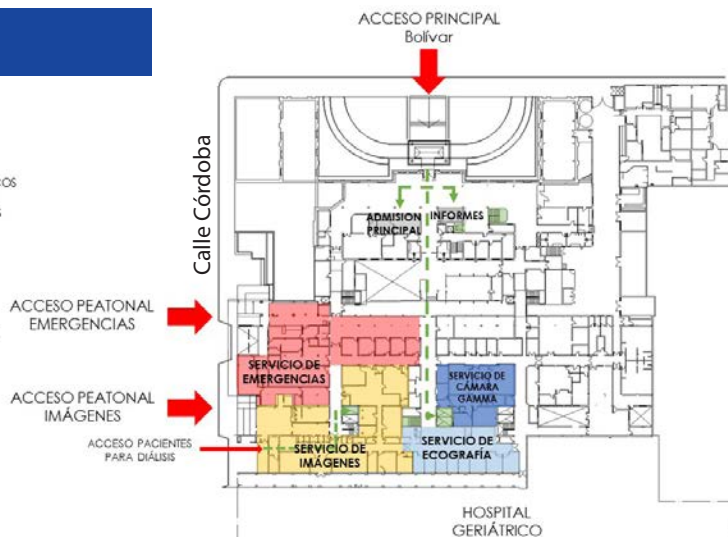 ACCESO PRINCIPAL
Bolívar
Calle Córdoba
COS
S
ADMISION
PRINCIPAL
INFORMES
ACCESO PEATONAL
EMERGENCIAS
SERVICIO DE
EMERGENCIAS
SERVICIO DE
CÁMARA
GAMMA
ACCESO PEATONAL
IMÁGENES
ACCESO PACIENTES
PARA DIÁLISIS
SERVICIO DE
IMÁGENES
SERVICIO DE
ECOGRAFÍA
HOSPITAL
GERIÁTRICO